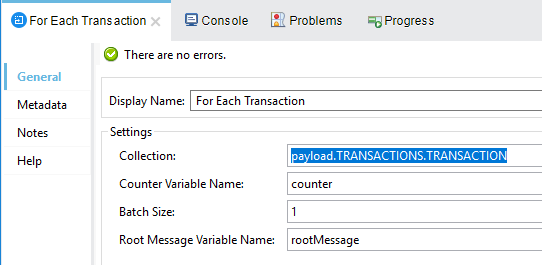 For Each Transaction Console Problems Progress
There are no errors.
General
Metadata
Notes
Help
Display Name: For Each Transaction
Settings
Collection: payload.TRANSACTIONS.TRANSACTION
Counter Variable Name: counter
Batch Size: 1
Root Message Variable Name: rootMessage